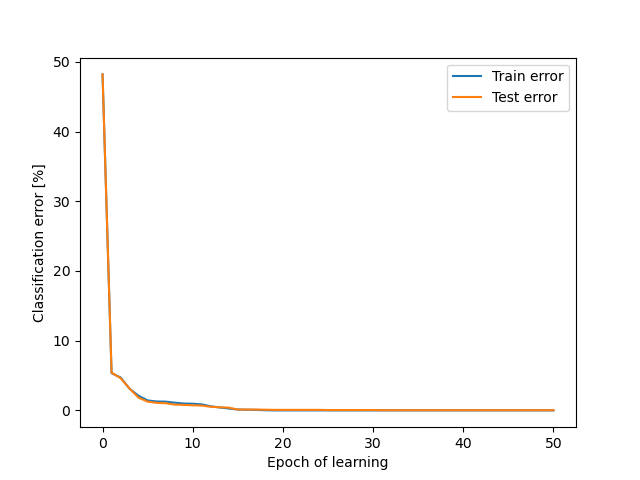 50
40
30
20
10
0
Classification error [%]
Train error
Test error
0 10 20 30 40 50
Epoch of learning